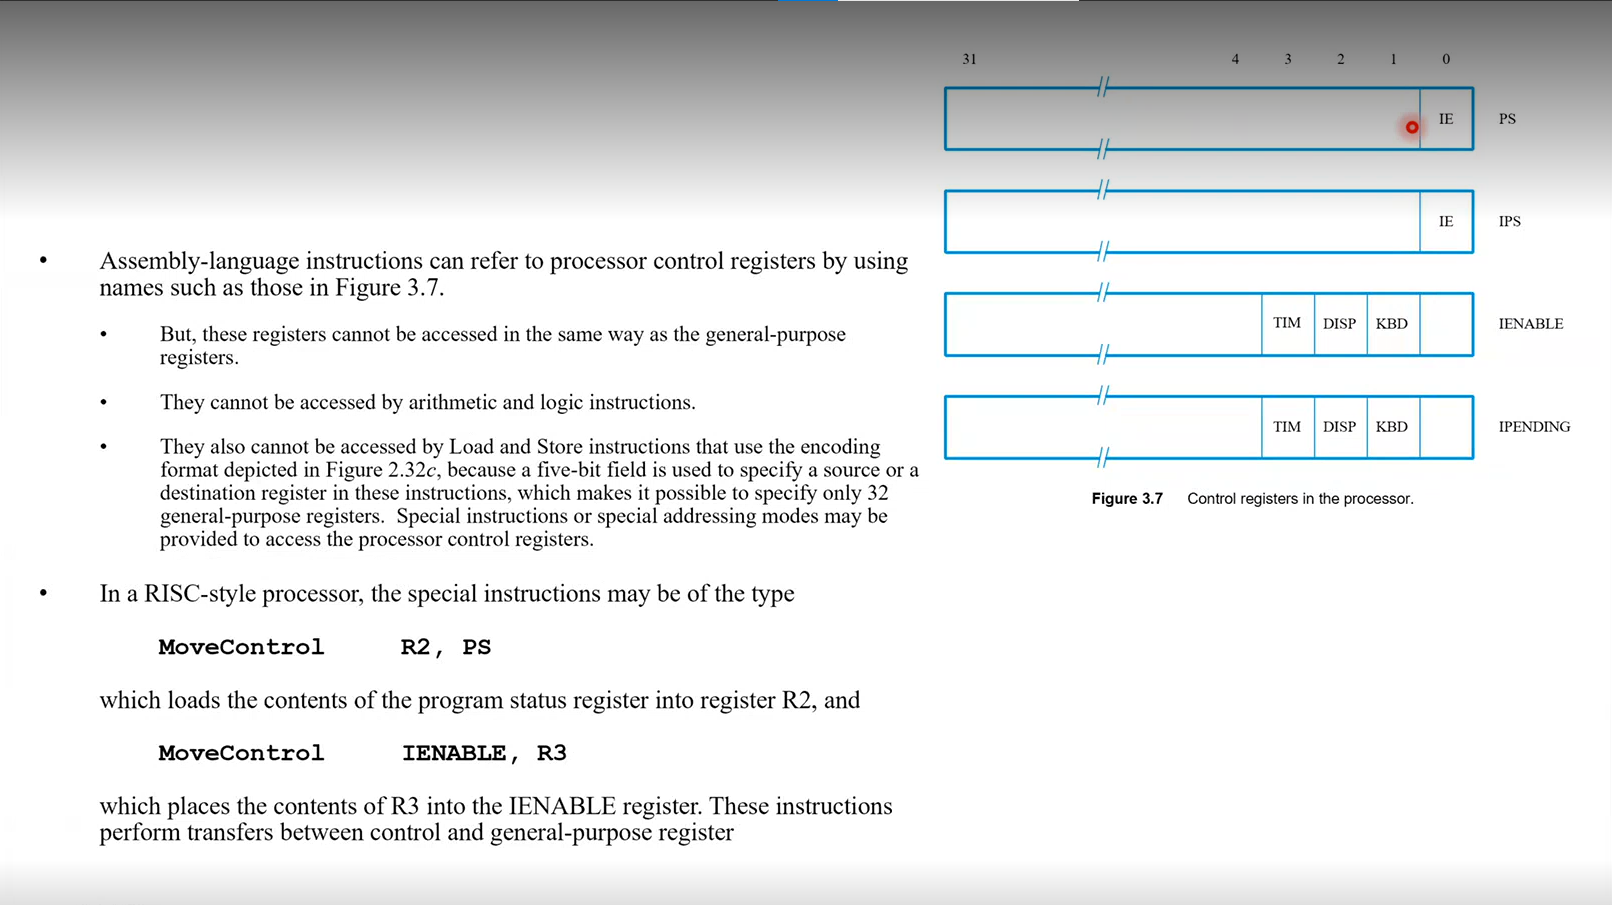 • Assembly-language instructions can refer to processor control registers by using
names such as those in Figure 3.7.
• But, these registers cannot be accessed in the same way as the general-purpose
registers.
• They cannot be accessed by arithmetic and logic instructions.
• They also cannot be accessed by Load and Store instructions that use the encoding
format depicted in Figure 2.32c, because a five-bit field is used to specify a source or a
destination register in these instructions, which makes it possible to specify only 32
general-purpose registers.  Special instructions or special addressing modes may be
provided to access the processor control registers.
• In a RISC-style processor, the special instructions may be of the type
MoveControl R2, PS
which loads the contents of the program status register into register R2, and
MoveControl IENABLE, R3
which places the contents of R3 into the IENABLE register. These instructions
perform transfers between control and general-purpose register
31 4 3 2 1 0
IE PS
IE IPS
TIM DISP KBD IENABLE
TIM DISP KBD IPENDING
Figure 3.7 Control registers in the processor.